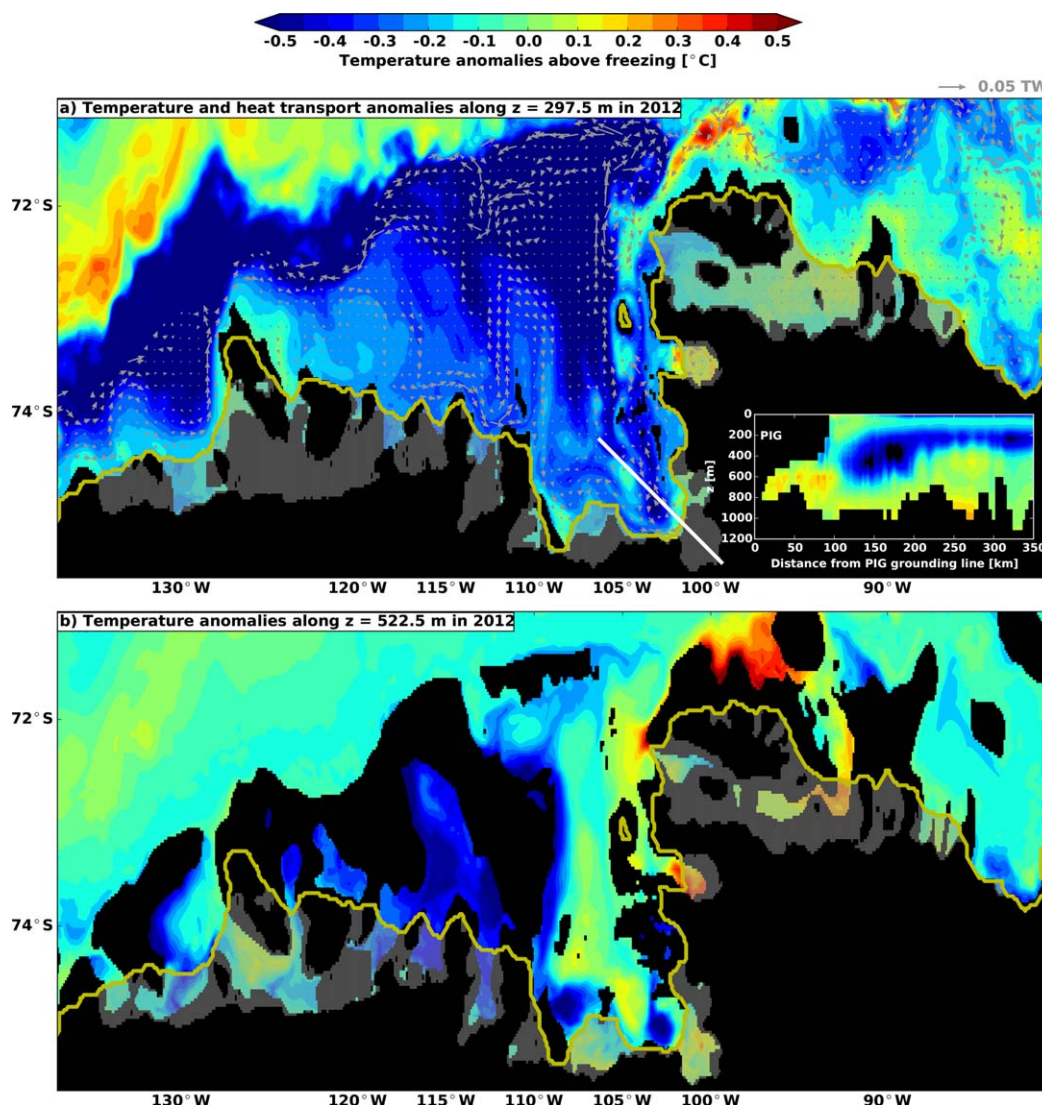 -0.5 -0.4 -0.3 -0.2 -0.1 0.0 0.1 0.2 0.3 0.4 0.5
Temperature anomalies above freezing [°C]
0.05 TW
a) Temperature and heat transport anomalies along z = 297.5 m in 2012
72°S
74°S
0
200
400
600
800
1000
1200
z [m]
PIG
0 50 100 150 200 250 300 350
Distance from PIG grounding line [km]
130°W 120°W 115°W 110°W 105°W 100°W 90°W
b) Temperature anomalies along z = 522.5 m in 2012
72°S
74°S
130°W 120°W 115°W 110°W 105°W 100°W 90°W